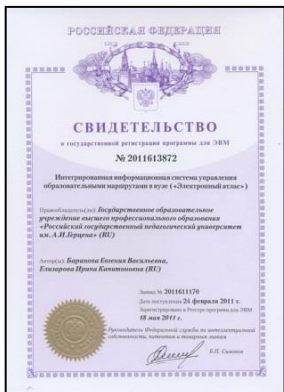 РОССИЙСКАЯ ФЕДЕРАЦИЯ
СВИДЕТЕЛЬСТВО
о государственной регистрации программы для ЭВМ
№ 2011613872
Интегрированная информационная система управления
образовательными маршрутами в вузе («Электронный атлас»)
Правообладатель(ли): Государственное образовательное
учреждение высшего профессионального образования
«Российский государственный педагогический университет
им. А.И.Герцена» (RU)
Автор(ы): Баранова Евгения Васильевна,
Елизарова Ирина Капитоновна (RU)
Заявка № 2011611170
Дата поступления 24 февраля 2011 г.
Зарегистрировано в Реестре программ для ЭВМ
18 мая 2011 г.
Руководитель Федеральной службы по интеллектуальной
собственности, патентам и товарным знакам
Б.П. Симонов